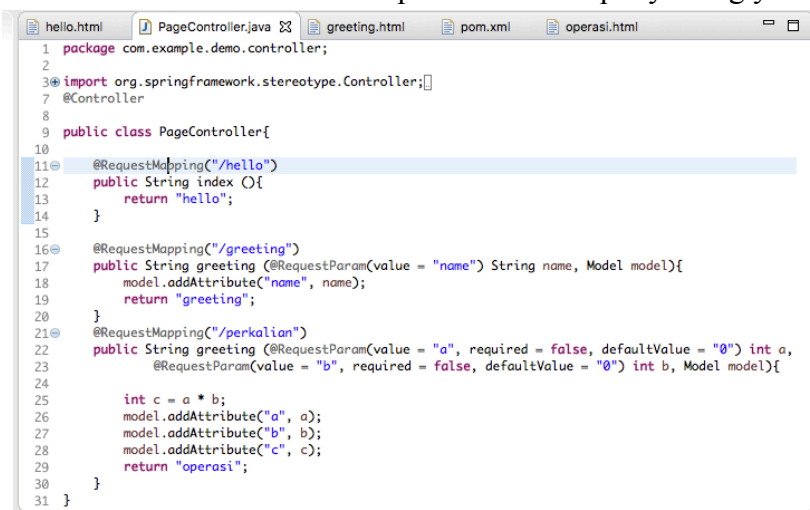 hello.html PageController.java greeting.html pom.xml operasi.html
1 package com.example.demo.controller;
2
3 import org.springframework.stereotype.Controller;
7 @Controller
8
9 public class PageController{
10
11 @RequestMapping("/hello")
12 public String index (){
13 return "hello";
14 }
15
16 @RequestMapping("/greeting")
17 public String greeting (@RequestParam(value = "name") String name, Model model){
18 model.addAttribute("name", name);
19 return "greeting";
20 }
21 @RequestMapping("/perkalian")
22 public String greeting (@RequestParam(value = "a", required = false, defaultValue = "0") int a,
23 @RequestParam(value = "b", required = false, defaultValue = "0") int b, Model model){
24
25 int c = a * b;
26 model.addAttribute("a", a);
27 model.addAttribute("b", b);
28 model.addAttribute("c", c);
29 return "operasi";
30 }
31 }